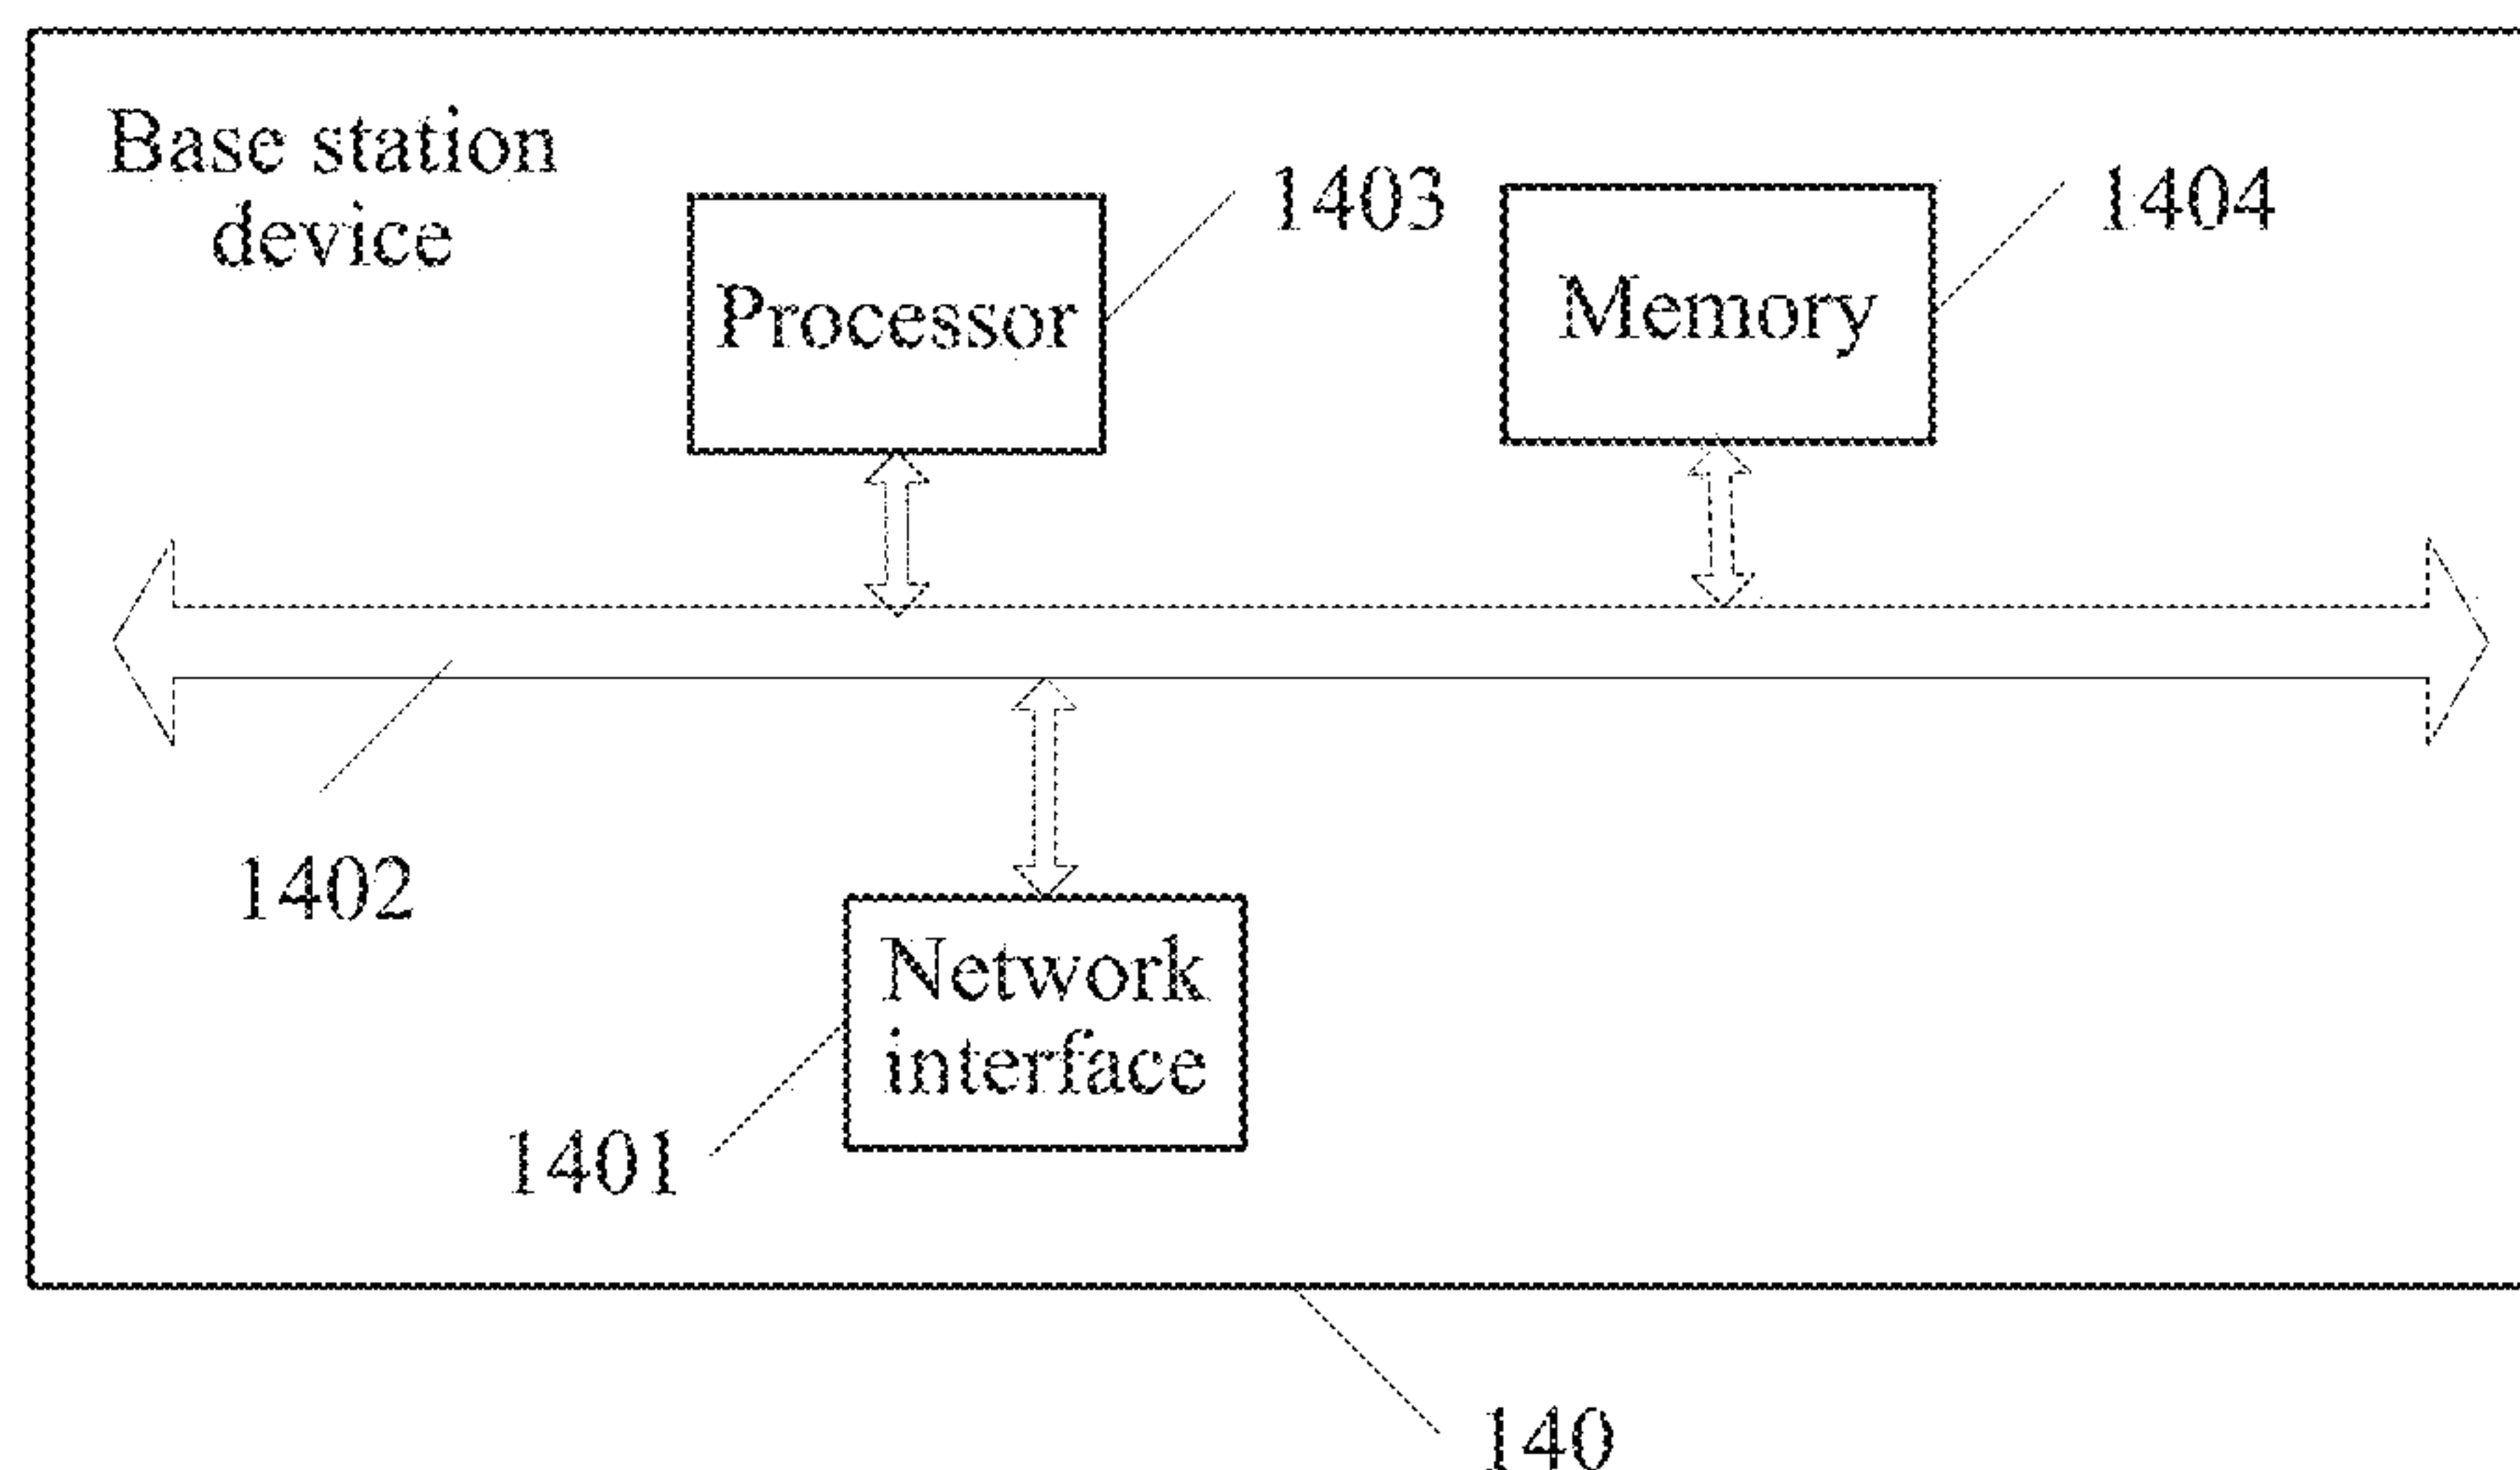 Base station
device
1403
1404
Processor
Memory
1402
Network
interface
1401
140